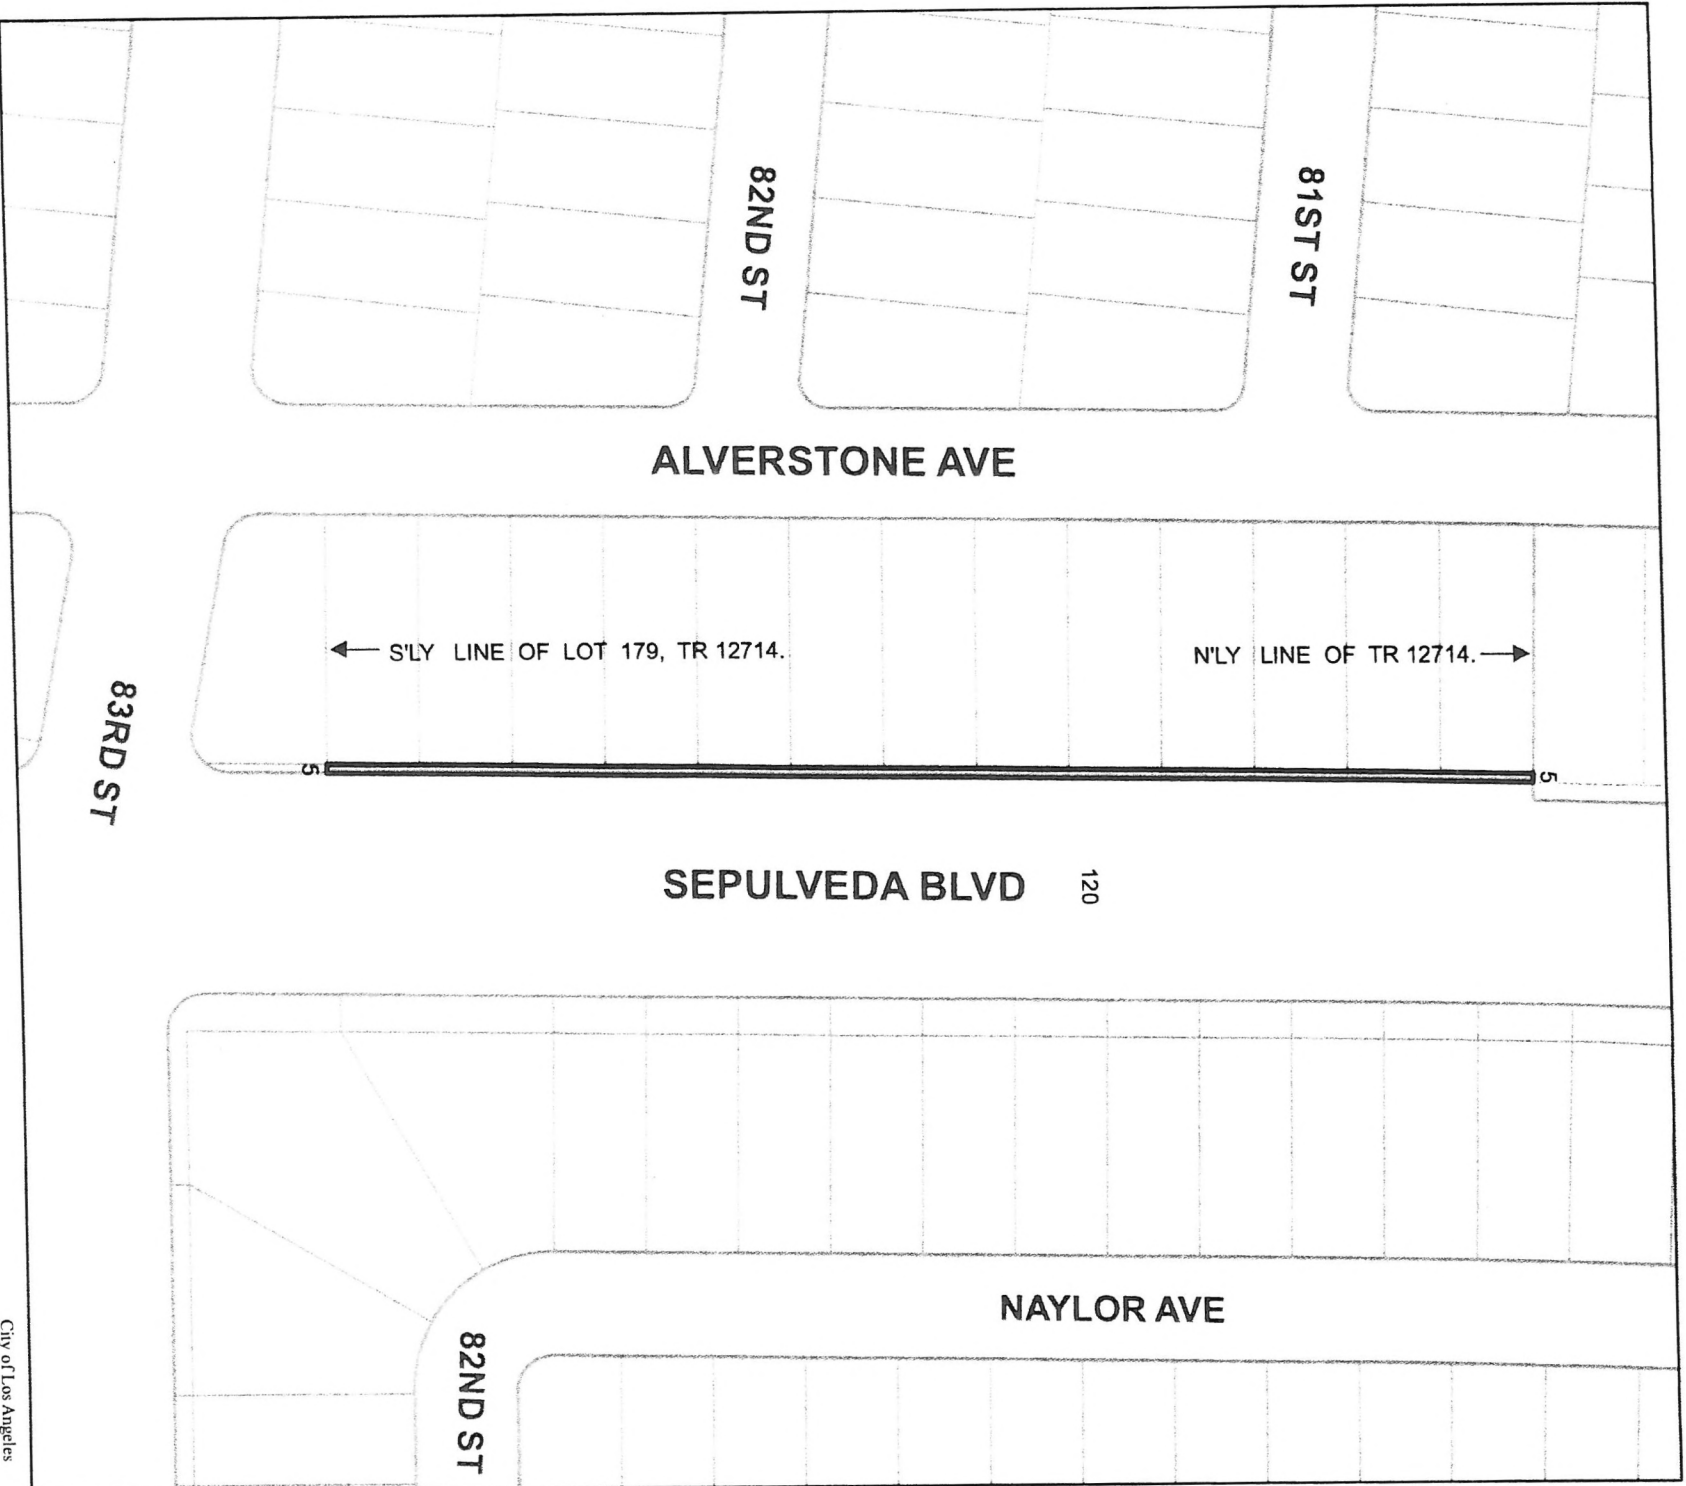 82ND ST
81ST ST
ALVERSTONE AVE
S'LY LINE OF LOT 179, TR 12714.
N'LY LINE OF TR 12714.
83RD ST
5
5
SEPULVEDA BLVD
120
NAYLOR AVE
82ND ST
City of Los Angeles